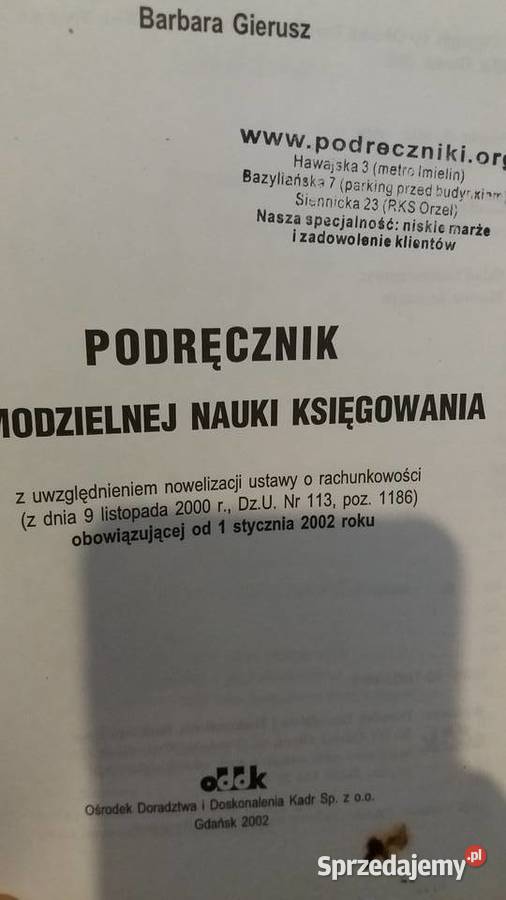 Barbara Gierusz
www.podreczniki.org
Hawajska 3 (metro Imielin)
Bazyliańska 7 (parking przed budynkiem)
Siennicka 23 (RKS Orzeł)
Nasza specjalność: niskie marże
i zadowolenie klientów
PODRĘCZNIK
MODZIELNEJ NAUKI KSIĘGOWANIA
z uwzględnieniem nowelizacji ustawy o rachunkowości
(z dnia 9 listopada 2000 r., Dz.U. Nr 113, poz. 1186)
obowiązującej od 1 stycznia 2002 roku
oddk
Ośrodek Doradztwa i Doskonalenia Kadr Sp. z o.o.
Gdańsk 2002
Sprzedajemy.pl